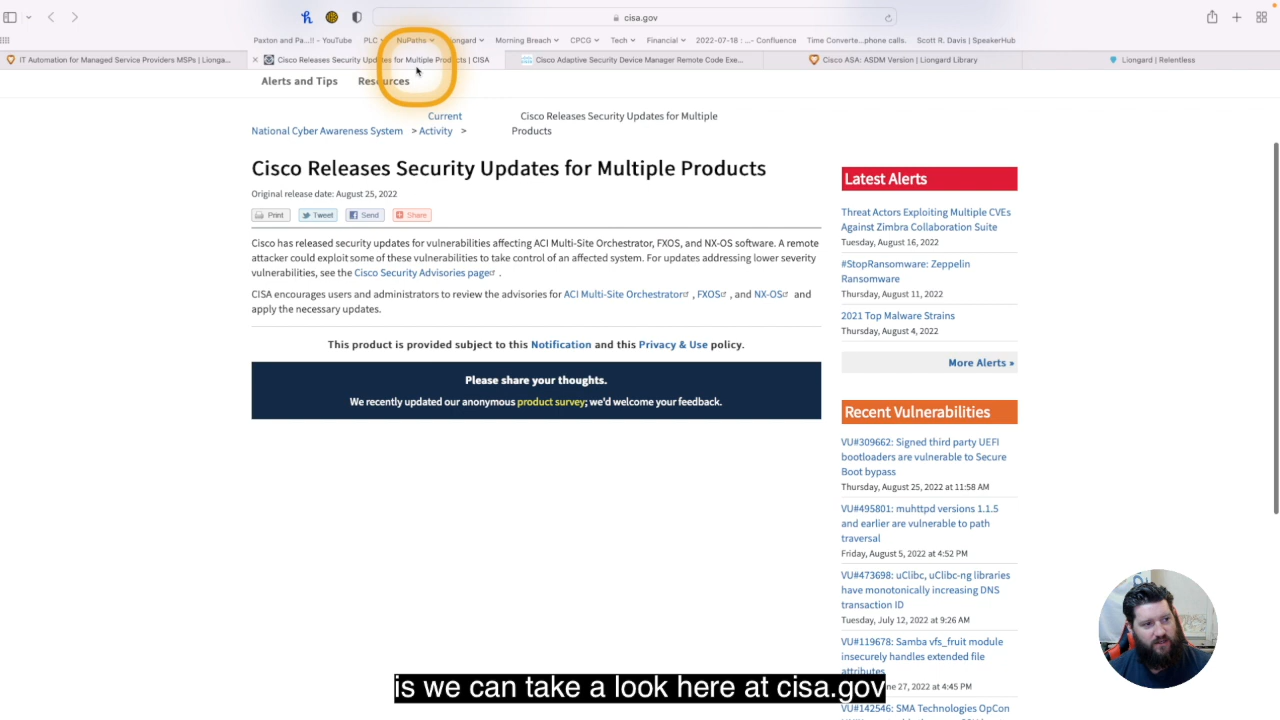 cisa.gov
PLC
NuPaths
iongard
Morning Breach
CPCG
Tech
Financial
2022-07-18 : ...- Confluence
Time Converte...phone calls.
Scott R. Davis | SpeakerHub
Paxton and Pa...!! - YouTube
IT Automation for Managed Service Providers MSPs | Lionga...
Cisco Releases Security Updates for Multiple Products | CISA
Cisco Adaptive Security Device Manager Remote Code Exe...
Cisco ASA: ASDM Version | Liongard Library
Liongard | Relentless
Alerts and Tips
Resources
National Cyber Awareness System > Current Activity >
Cisco Releases Security Updates for Multiple
Products
Cisco Releases Security Updates for Multiple Products
Original release date: August 25, 2022
Print
Tweet
Send
Share
Cisco has released security updates for vulnerabilities affecting ACI Multi-Site Orchestrator, FXOS, and NX-OS software. A remote
attacker could exploit some of these vulnerabilities to take control of an affected system. For updates addressing lower severity
vulnerabilities, see the Cisco Security Advisories page .
CISA encourages users and administrators to review the advisories for ACI Multi-Site Orchestrator , FXOS , and NX-OS and
apply the necessary updates.
This product is provided subject to this Notification and this Privacy & Use policy.
Please share your thoughts.
We recently updated our anonymous product survey; we'd welcome your feedback.
Latest Alerts
Threat Actors Exploiting Multiple CVEs
Against Zimbra Collaboration Suite
Tuesday, August 16, 2022
#StopRansomware: Zeppelin
Ransomware
Thursday, August 11, 2022
2021 Top Malware Strains
Thursday, August 4, 2022
More Alerts »
Recent Vulnerabilities
VU#309662: Signed third party UEFI
bootloaders are vulnerable to Secure
Boot bypass
Thursday, August 25, 2022 at 11:58 AM
VU#495801: muhttpd versions 1.1.5
and earlier are vulnerable to path
traversal
Friday, August 5, 2022 at 4:52 PM
VU#473698: uClibc, uClibc-ng libraries
have monotonically increasing DNS
transaction ID
Tuesday, July 12, 2022 at 9:26 AM
VU#119678: Samba vfs_fruit module
insecurely handles extended file
attributes
ne 27, 2022 at 4:45 PM
VU#142546: SMA Technologies OpCon
is we can take a look here at cisa.gov